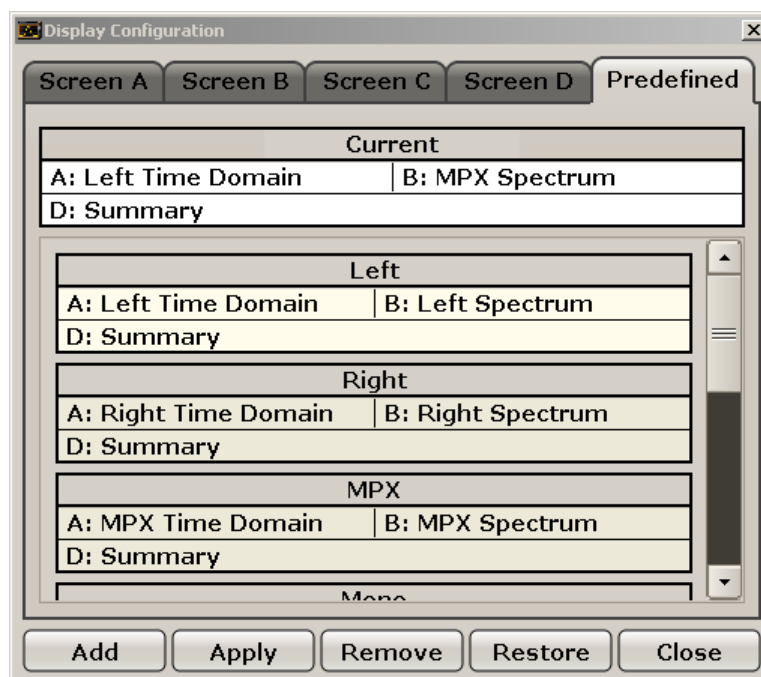 Display Configuration
Screen A Screen B Screen C Screen D Predefined
Current
A: Left Time Domain B: MPX Spectrum
D: Summary
Left
A: Left Time Domain B: Left Spectrum
D: Summary
Right
A: Right Time Domain B: Right Spectrum
D: Summary
MPX
A: MPX Time Domain B: MPX Spectrum
D: Summary
Mono
Add Apply Remove Restore Close